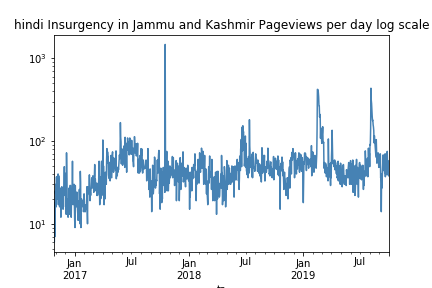 hindi Insurgency in Jammu and Kashmir Pageviews per day log scale
10³
10²
10¹
Jan Jul Jan Jul Jan Jul
2017 2018 2019